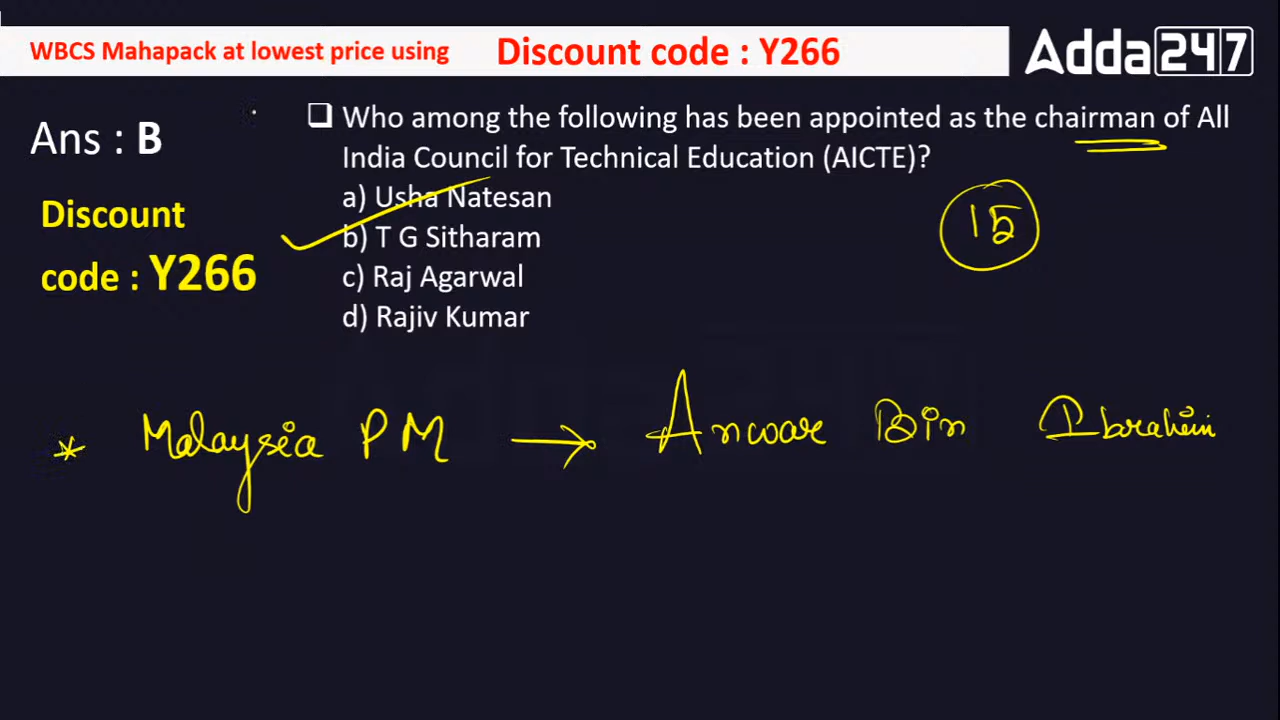 WBCS Mahapack at lowest price using Discount code : Y266
Adda247
Ans : B
Discount
code : Y266
❑ Who among the following has been appointed as the chairman of All
India Council for Technical Education (AICTE)?
a) Usha Natesan
b) T G Sitharam
c) Raj Agarwal
d) Rajiv Kumar
15
* Malaysia PM → Anwar Bin Ibrahim